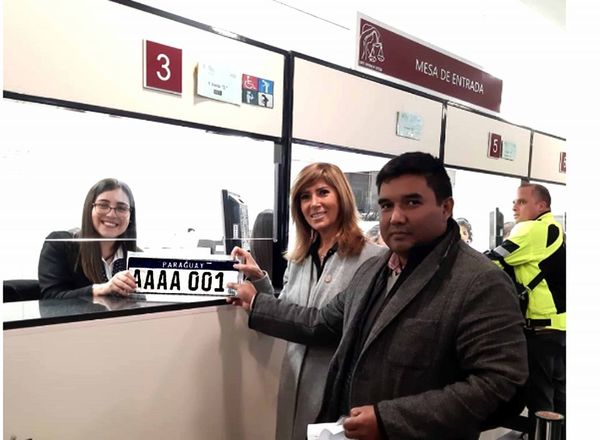 3
MESA DE ENTRADA
5
PARAGUAY
AAAA 001